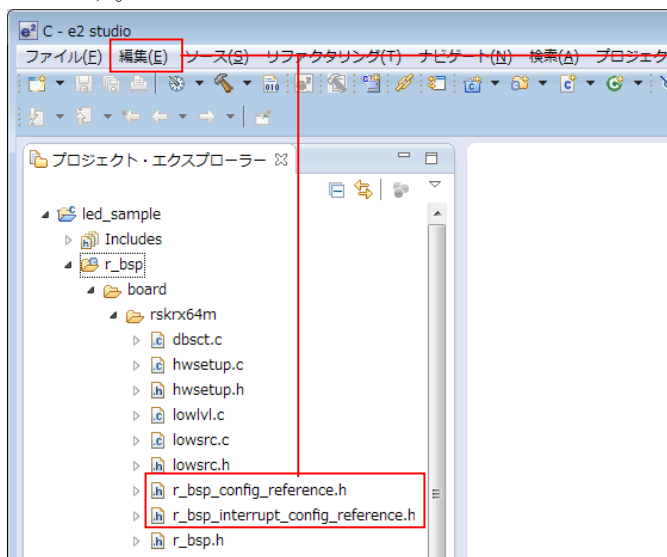 C - e2 studio
ファイル(F) 編集(E) ソース(S) リファクタリング(T) ナビゲート(N) 検索(A) プロジェク
プロジェクト・エクスプローラー
led_sample
Includes
r_bsp
board
rskrx64m
dbsct.c
hwsetup.c
hwsetup.h
lowlvl.c
lowsrc.c
lowsrc.h
r_bsp_config_reference.h
r_bsp_interrupt_config_reference.h
r_bsp.h